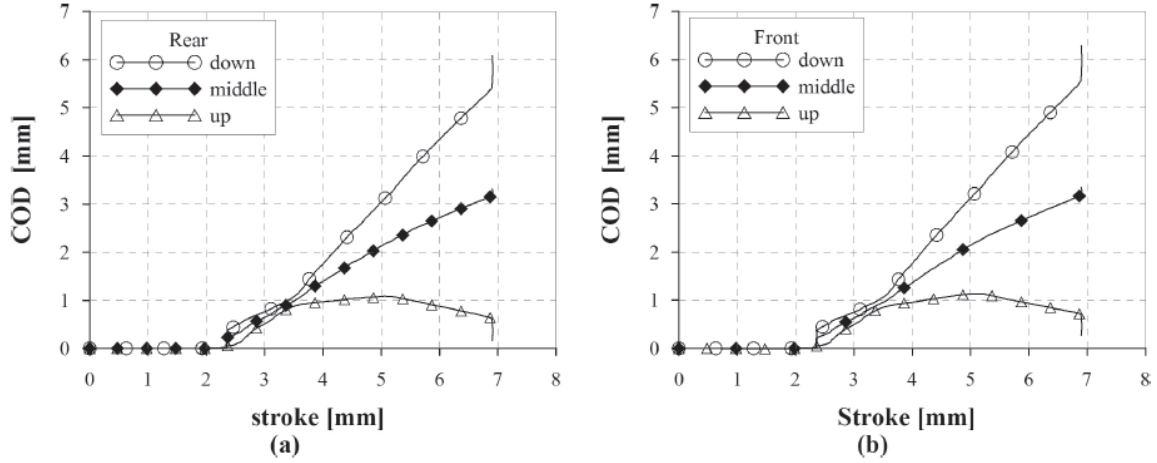 7
6
5
4
3
2
1
0
COD [mm]
Rear
down
middle
up
0 1 2 3 4 5 6 7 8
stroke [mm]
(a)
7
6
5
4
3
2
1
0
COD [mm]
Front
down
middle
up
0 1 2 3 4 5 6 7 8
Stroke [mm]
(b)